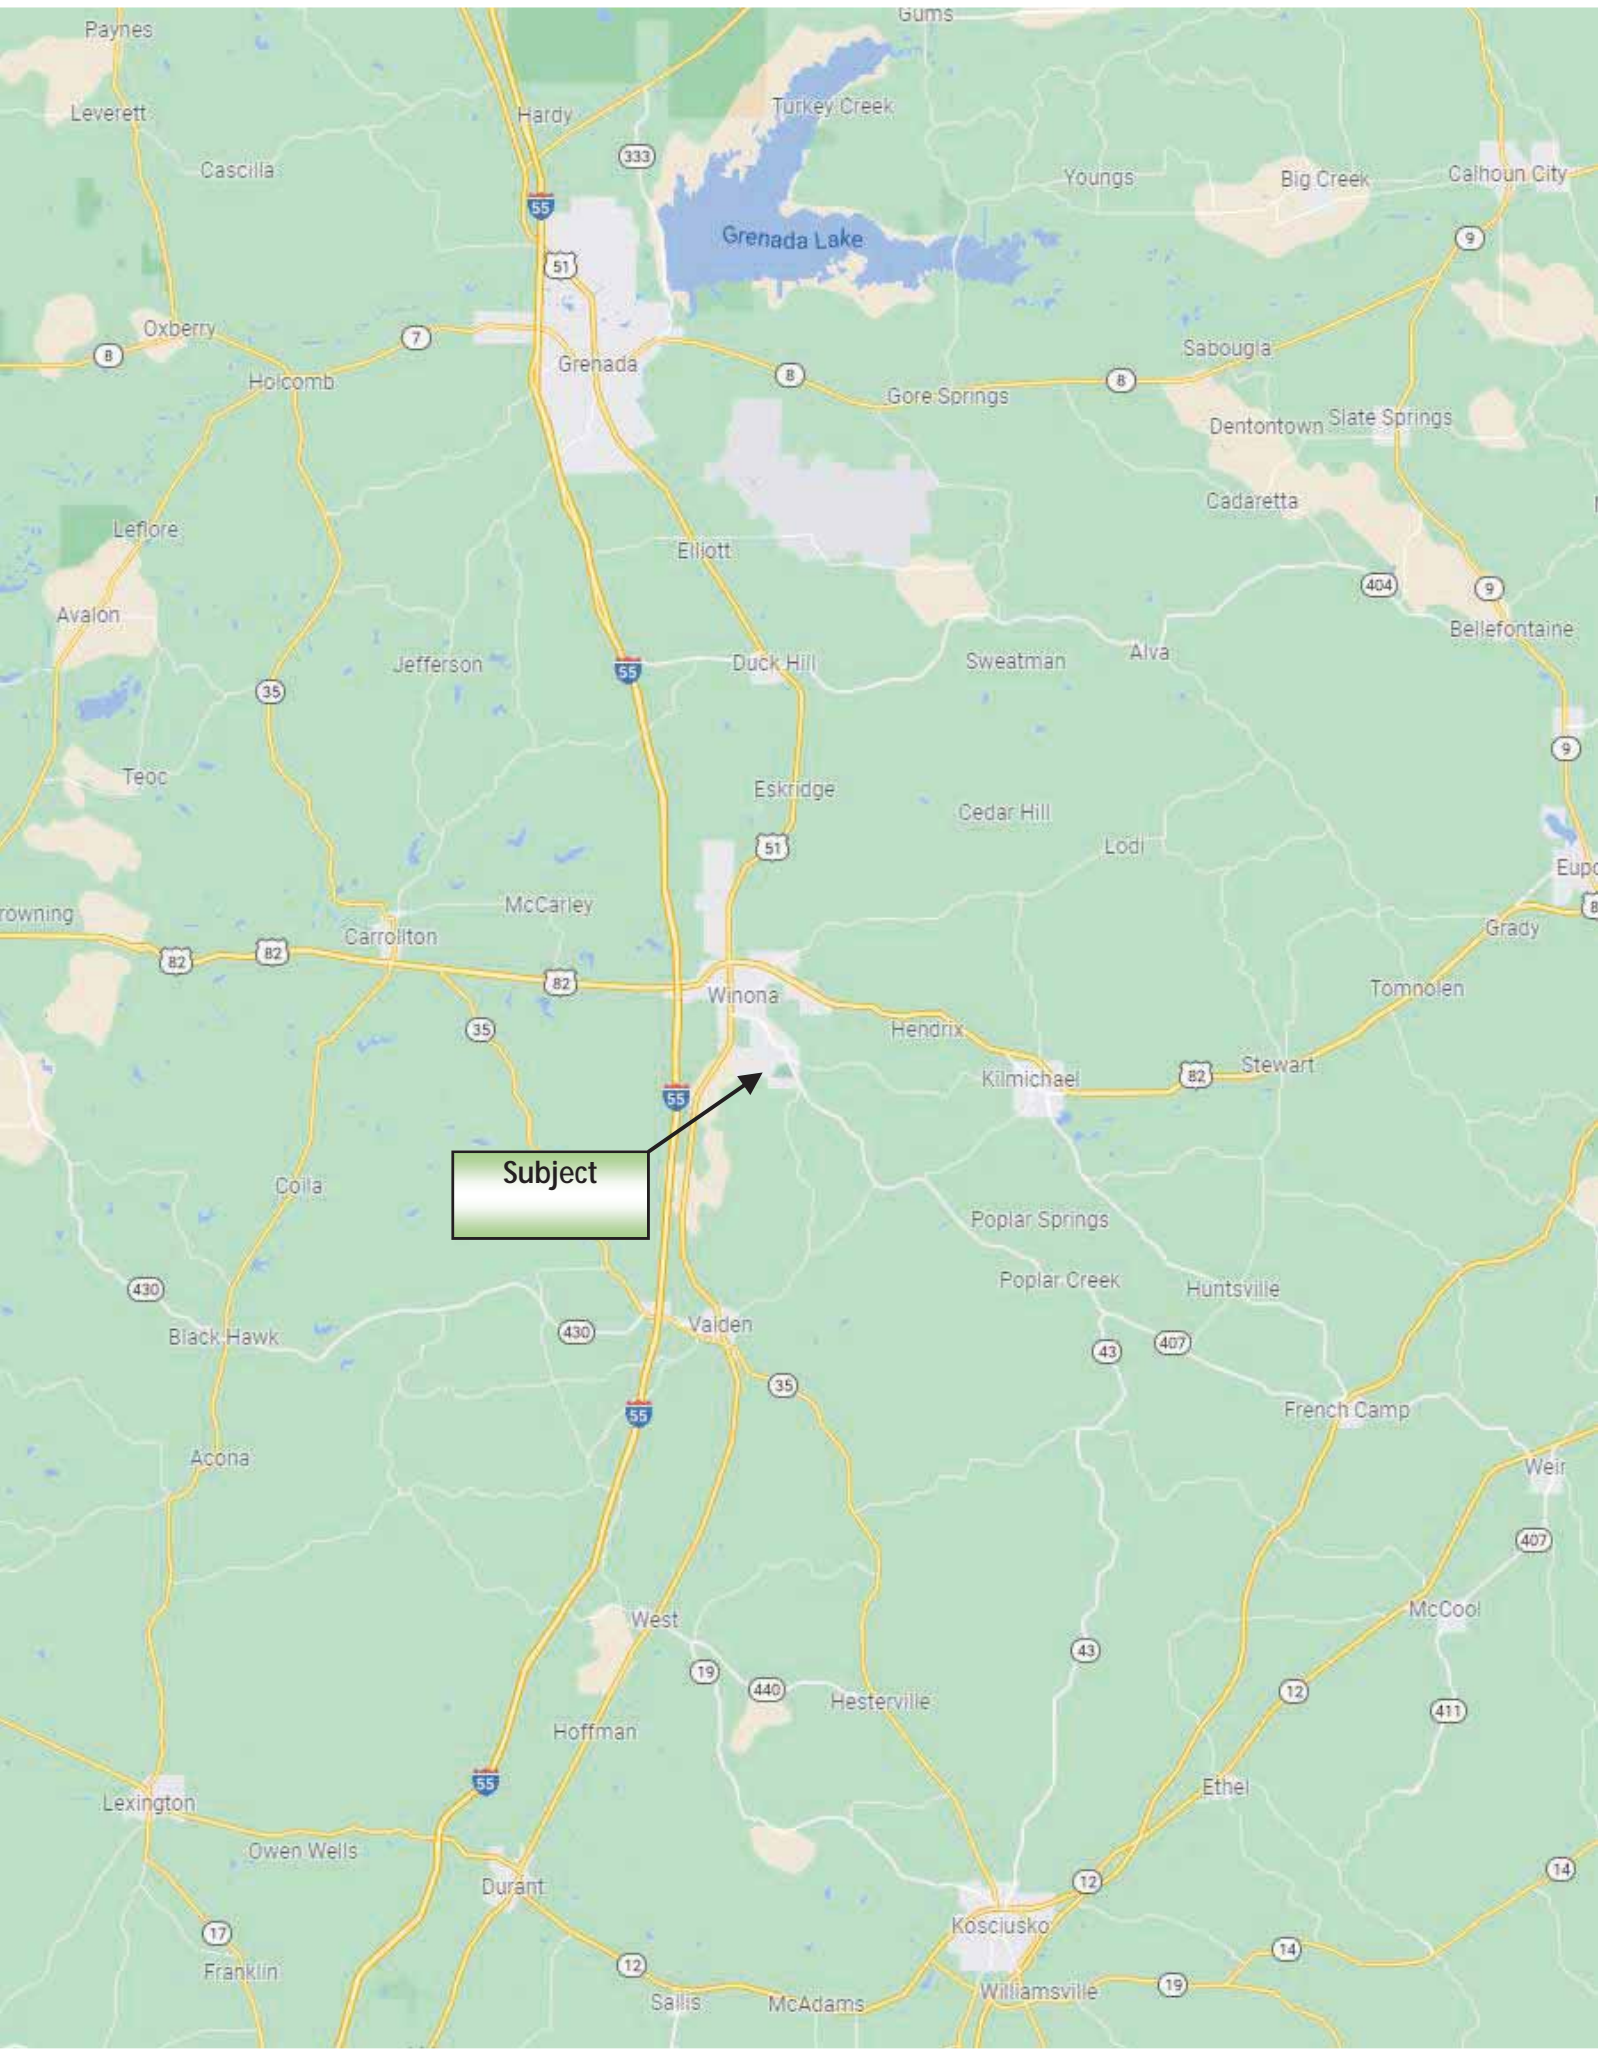 Gums
Paynes
Turkey Creek
Leverett
Hardy
333
Cascilla
Youngs
Big Creek
Calhoun City
55
Grenada Lake
9
51
Oxberry
7
8
Sabougla
Grenada
8
8
Holcomb
Gore Springs
Dentontown
Slate Springs
Cadaretta
Leflore
Elliott
404
9
Avalon
Bellefontaine
Jefferson
55
Duck Hill
Sweatman
Alva
35
9
Teoc
Eskridge
Cedar Hill
51
Lodi
Eupo
McCarley
8
rowning
Carrollton
Grady
82
82
82
Winona
Tomnolen
35
Hendrix
Kilmichael
82
Stewart
55
Subject
Coila
Poplar Springs
Poplar Creek
Huntsville
430
Black Hawk
430
Vaiden
43
407
35
55
French Camp
Acona
Weir
407
West
McCool
43
19
440
Hesterville
12
411
Hoffman
55
Ethel
Lexington
Owen Wells
14
Durant
12
Kosciusko
17
14
12
Franklin
Sallis
McAdams
Williamsville
19